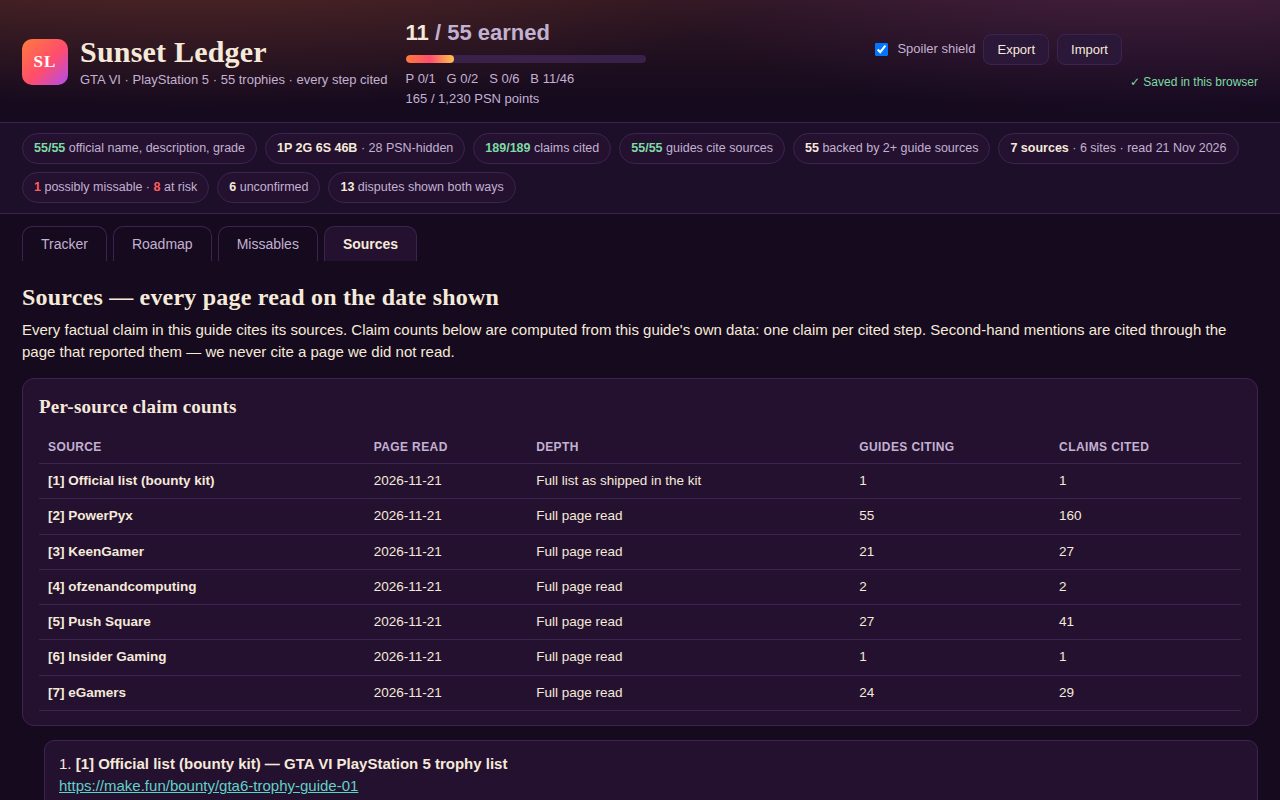 SL
Sunset Ledger
GTA VI · PlayStation 5 · 55 trophies · every step cited
11 / 55 earned
P 0/1 G 0/2 S 0/6 B 11/46
165 / 1,230 PSN points
Spoiler shield
Export
Import
✓ Saved in this browser
55/55 official name, description, grade
1P 2G 6S 46B · 28 PSN-hidden
189/189 claims cited
55/55 guides cite sources
55 backed by 2+ guide sources
7 sources · 6 sites · read 21 Nov 2026
1 possibly missable · 8 at risk
6 unconfirmed
13 disputes shown both ways
Tracker
Roadmap
Missables
Sources
Sources — every page read on the date shown
Every factual claim in this guide cites its sources. Claim counts below are computed from this guide's own data: one claim per cited step. Second-hand mentions are cited through the
page that reported them — we never cite a page we did not read.
Per-source claim counts
SOURCE PAGE READ DEPTH GUIDES CITING CLAIMS CITED
[1] Official list (bounty kit) 2026-11-21 Full list as shipped in the kit 1 1
[2] PowerPyx 2026-11-21 Full page read 55 160
[3] KeenGamer 2026-11-21 Full page read 21 27
[4] ofzenandcomputing 2026-11-21 Full page read 2 2
[5] Push Square 2026-11-21 Full page read 27 41
[6] Insider Gaming 2026-11-21 Full page read 1 1
[7] eGamers 2026-11-21 Full page read 24 29
1. [1] Official list (bounty kit) — GTA VI PlayStation 5 trophy list
https://make.fun/bounty/gta6-trophy-guide-01